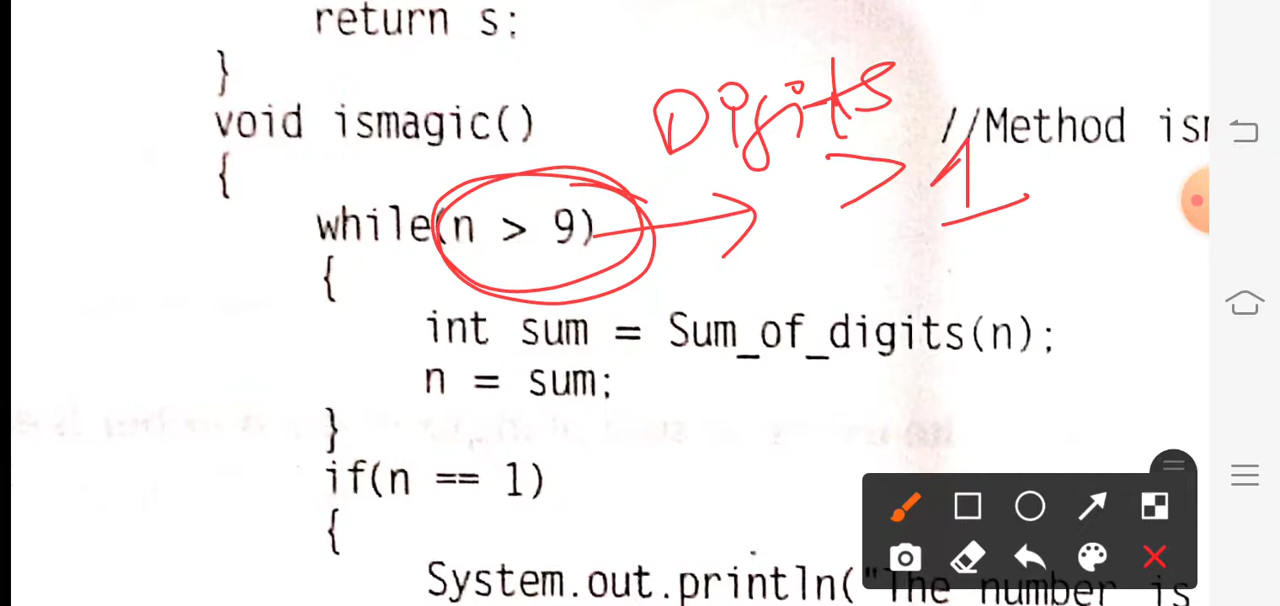 return s;
}
void ismagic() Digits //Method
{ > 1
while(n > 9)
{
int sum = Sum_of_digits(n);
n = sum;
}
if(n == 1)
{
System.out.println("The number is